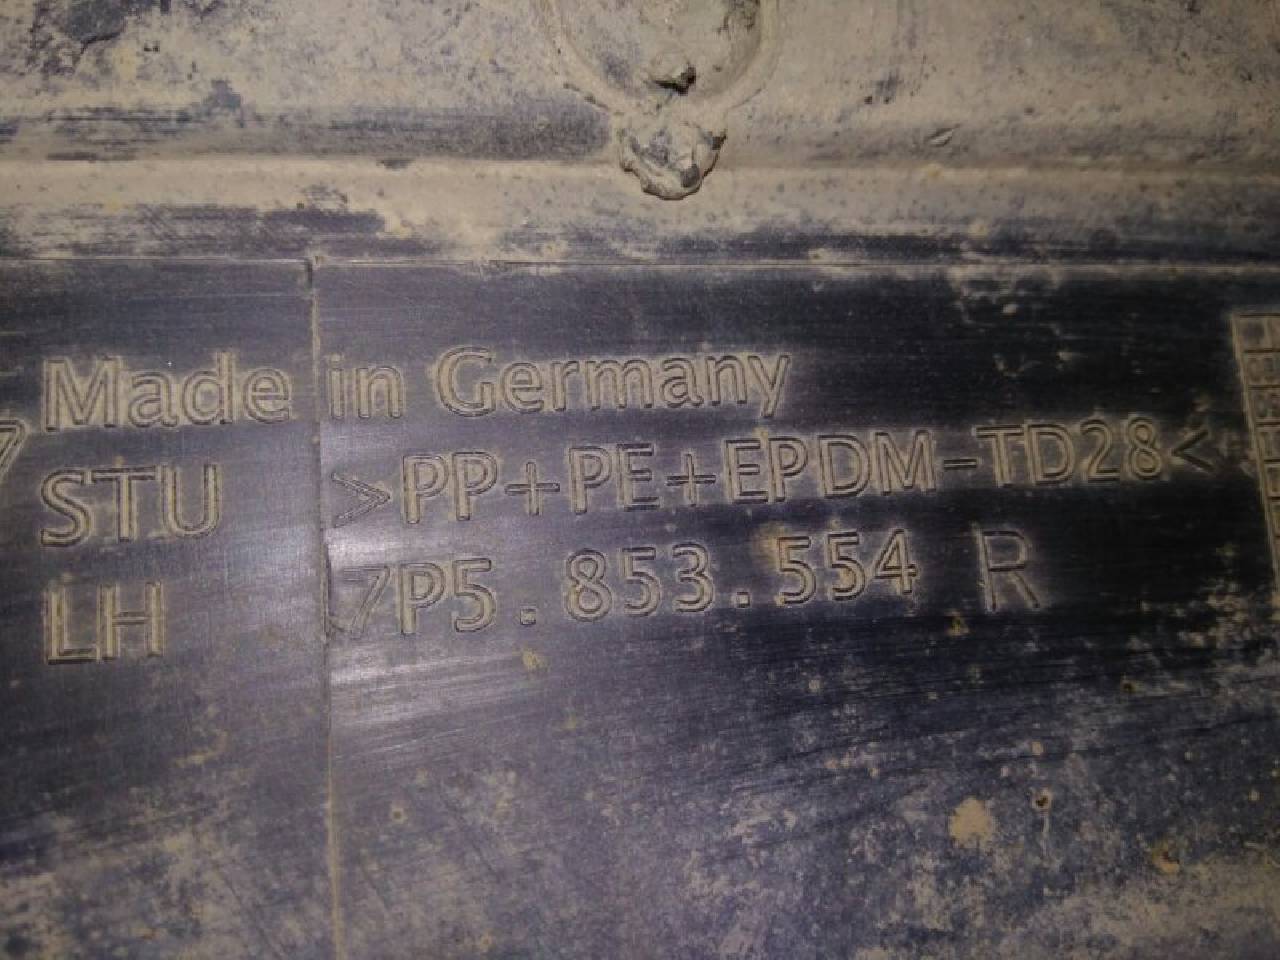 Made in Germany
STU >PP+PE+EPDM-TD28<
LH 7P5.853.554 R